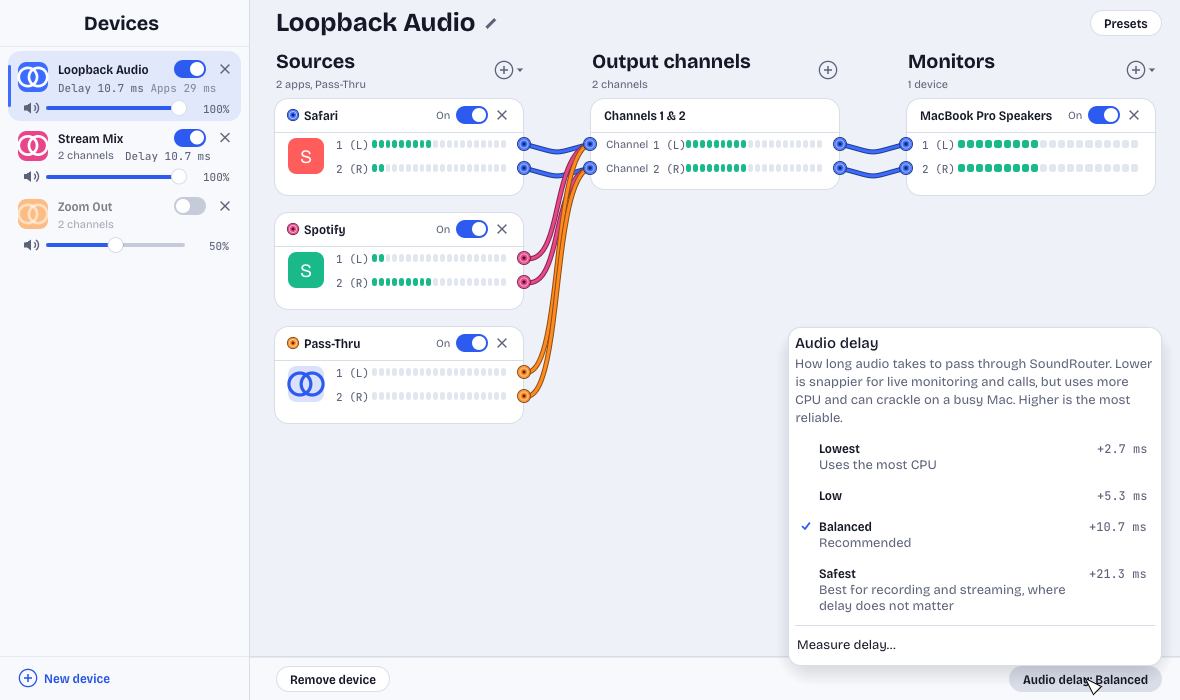 Devices
Loopback Audio
Delay 10.7 ms Apps 29 ms
100%
Stream Mix
2 channels Delay 10.7 ms
100%
Zoom Out
2 channels
50%
New device
Loopback Audio
Presets
Sources
2 apps, Pass-Thru
Output channels
2 channels
Monitors
1 device
Safari On
S
1 (L)
2 (R)
Spotify On
S
1 (L)
2 (R)
Pass-Thru On
1 (L)
2 (R)
Channels 1 & 2
Channel 1 (L)
Channel 2 (R)
MacBook Pro Speakers On
1 (L)
2 (R)
Audio delay
How long audio takes to pass through SoundRouter. Lower
is snappier for live monitoring and calls, but uses more
CPU and can crackle on a busy Mac. Higher is the most
reliable.
Lowest +2.7 ms
Uses the most CPU
Low +5.3 ms
Balanced +10.7 ms
Recommended
Safest +21.3 ms
Best for recording and streaming, where
delay does not matter
Measure delay...
Remove device
Audio delay: Balanced